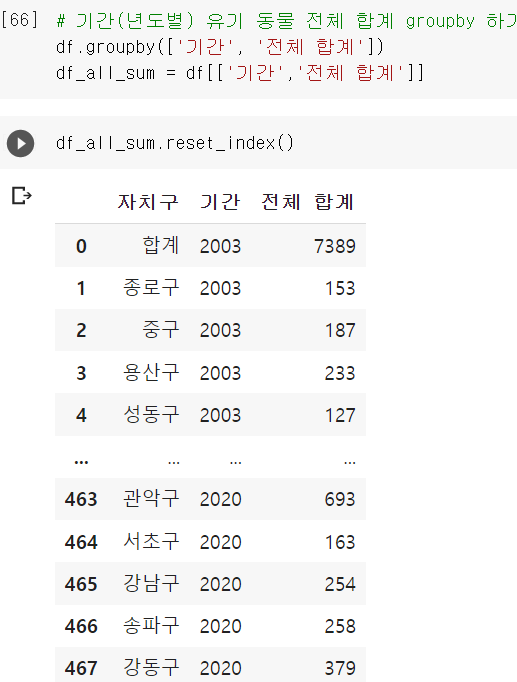 [66] # 기간(년도별) 유기 동물 전체 합계 groupby 하기
df.groupby(['기간', '전체 합계'])
df_all_sum = df[['기간','전체 합계']]
df_all_sum.reset_index()
자치구 기간 전체 합계
0 합계 2003 7389
1 종로구 2003 153
2 중구 2003 187
3 용산구 2003 233
4 성동구 2003 127
... ... ... ...
463 관악구 2020 693
464 서초구 2020 163
465 강남구 2020 254
466 송파구 2020 258
467 강동구 2020 379